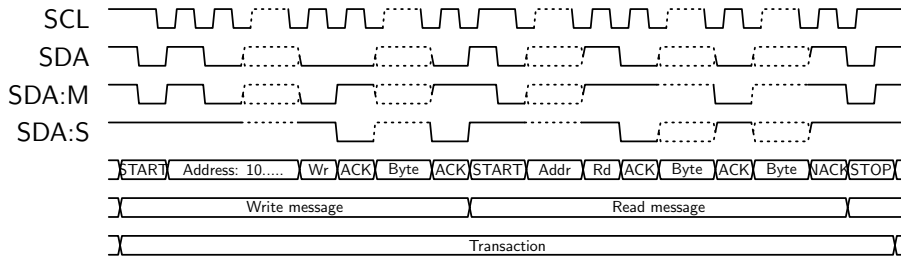 SCL
SDA
SDA:M
SDA:S
START Address: 10..... Wr ACK Byte ACK START Addr Rd ACK Byte ACK Byte NACK STOP
Write message Read message
Transaction